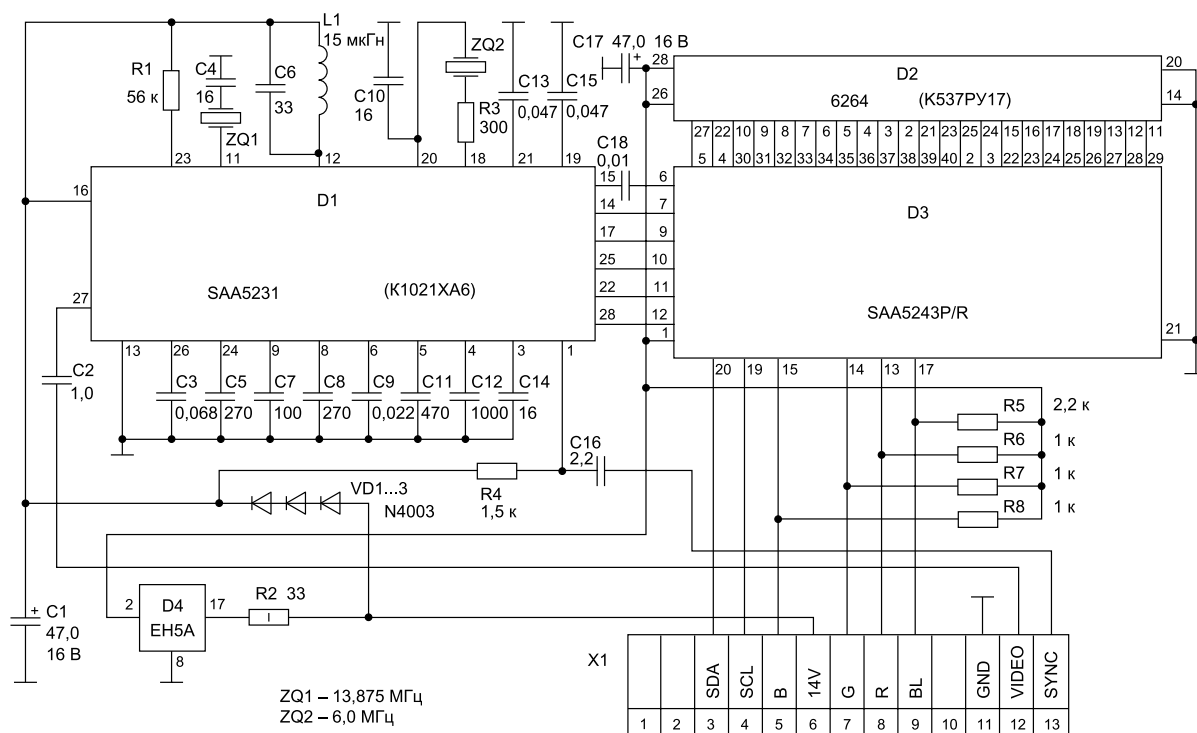 L1
15 мкГн
R1
56 к
C4
16
ZQ1
C6
33
C10
16
ZQ2
R3
300
C13
0,047
C15
0,047
C17 47,0 16 В
+
28
26
D2
6264 (К537РУ17)
20
14
27 22 10 9 8 7 6 5 4 3 2 21 23 25 24 15 16 17 18 19 13 12 11
5 4 30 31 32 33 34 35 36 37 38 39 40 2 3 22 23 24 25 26 27 28 29
23 11 12 20 18 21 19
C18
0,01
16
27
D1
SAA5231 (К1021ХА6)
15 6
14 7
17 9
25 10
22 11
28 12
1
D3
SAA5243P/R
21
13 26 24 9 8 6 5 4 3 1
20 19 15 14 13 17
C2
1,0
C3
0,068
C5
270
C7
100
C8
270
C9
0,022
C11
470
C12
1000
C14
16
C16
2,2
R4
1,5 к
VD1...3
N4003
R5 2,2 к
R6 1 к
R7 1 к
R8 1 к
+ C1
47,0
16 В
2
D4
EH5A
17
8
R2 33
X1
SDA
SCL
B
14V
G
R
BL
GND
VIDEO
SYNC
1 2 3 4 5 6 7 8 9 10 11 12 13
ZQ1 – 13,875 МГц
ZQ2 – 6,0 МГц